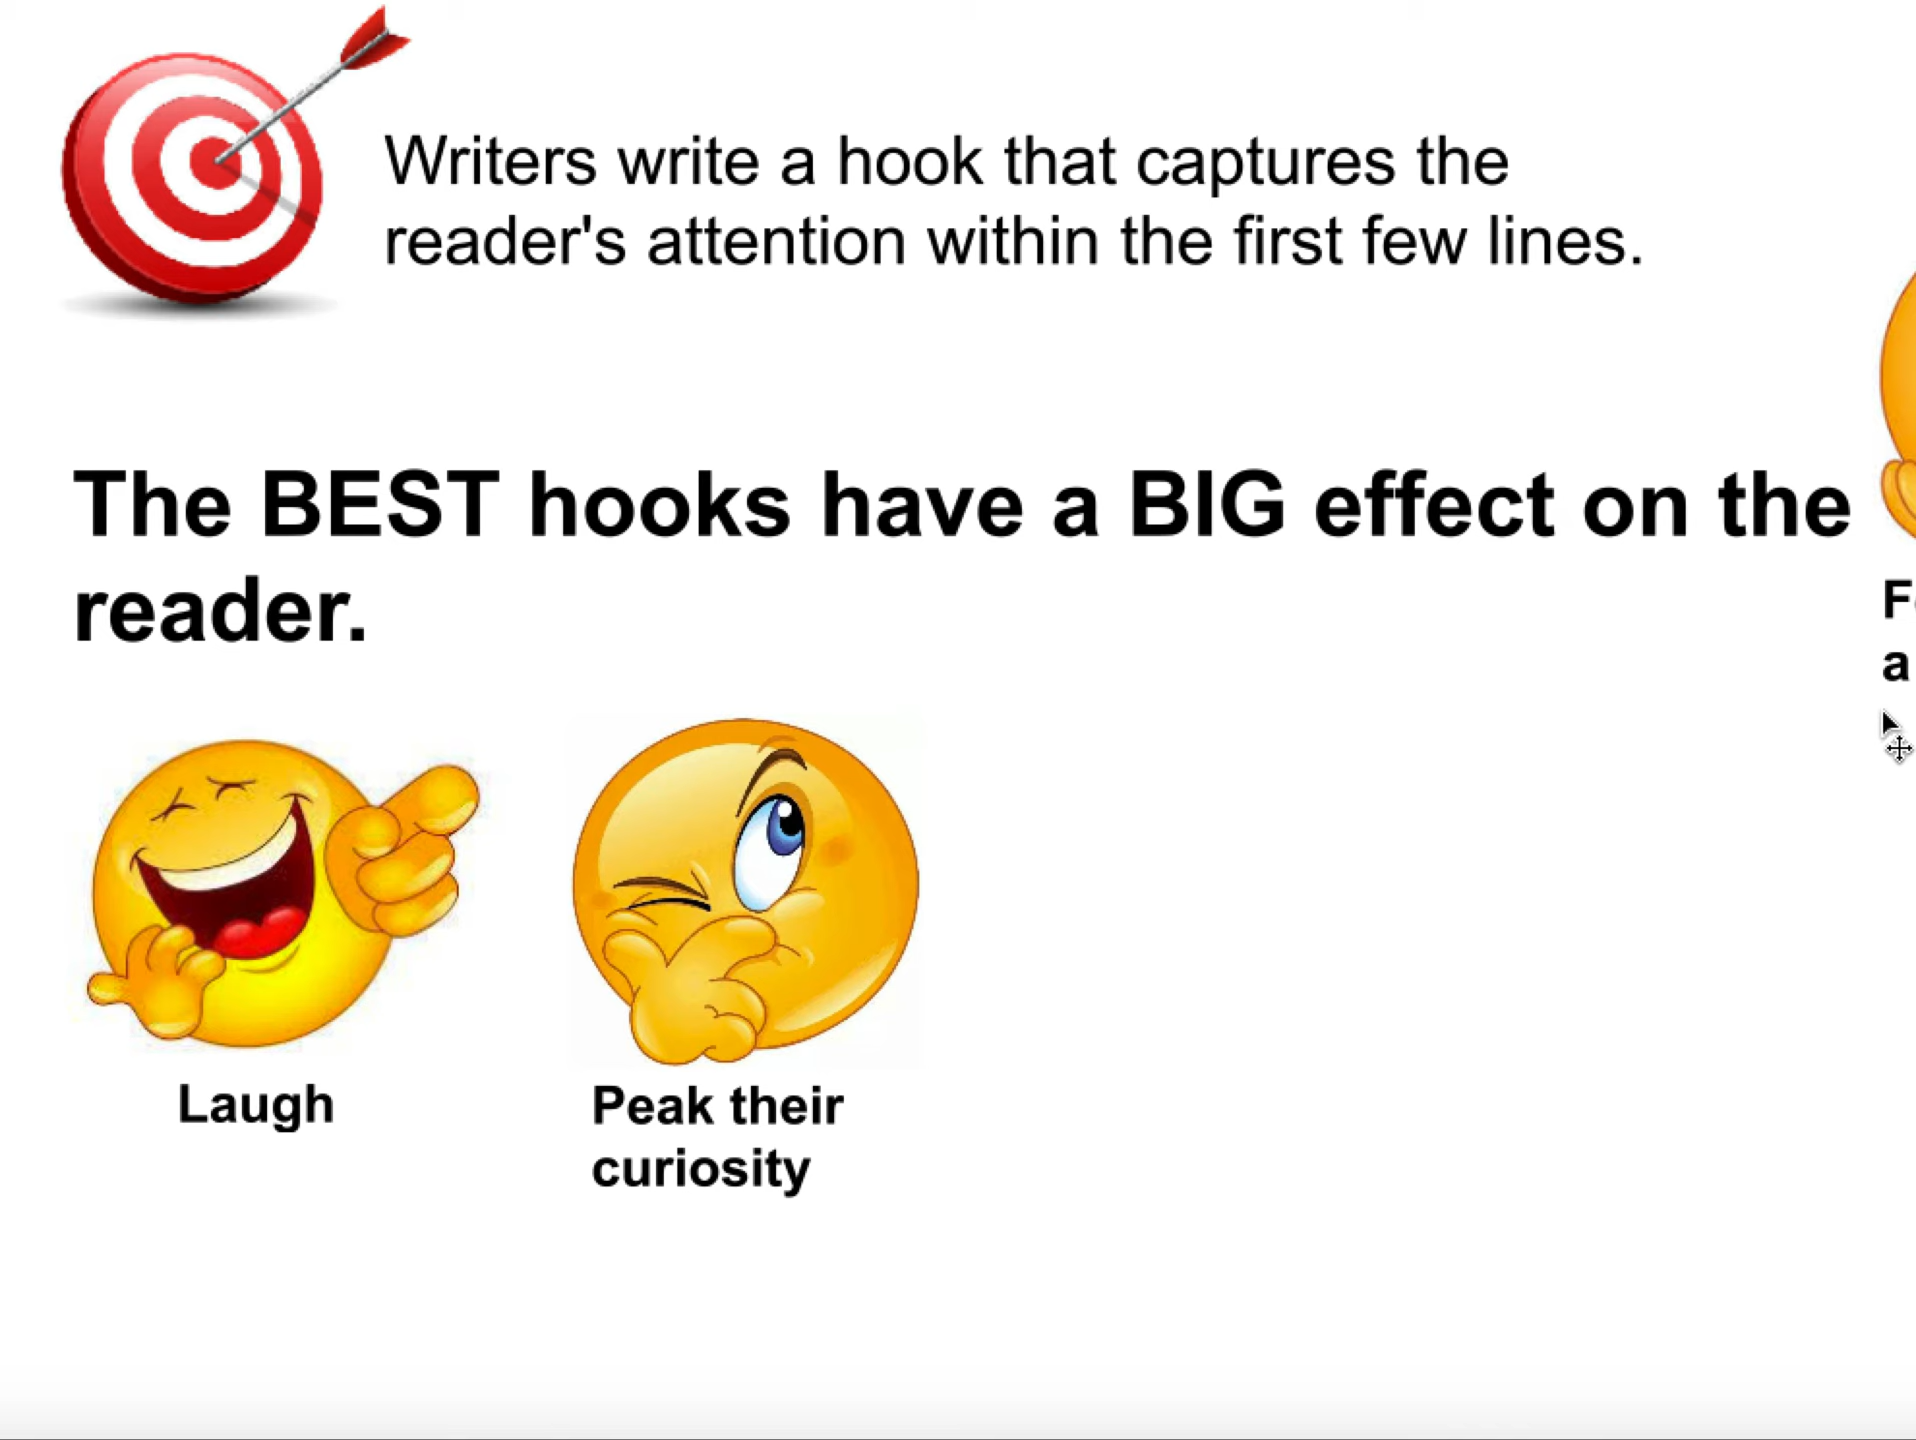 Writers write a hook that captures the
reader's attention within the first few lines.
The BEST hooks have a BIG effect on the
reader.
a
Laugh
Peak their
curiosity